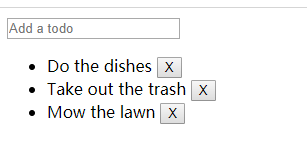 Add a todo
Do the dishes X
Take out the trash X
Mow the lawn X